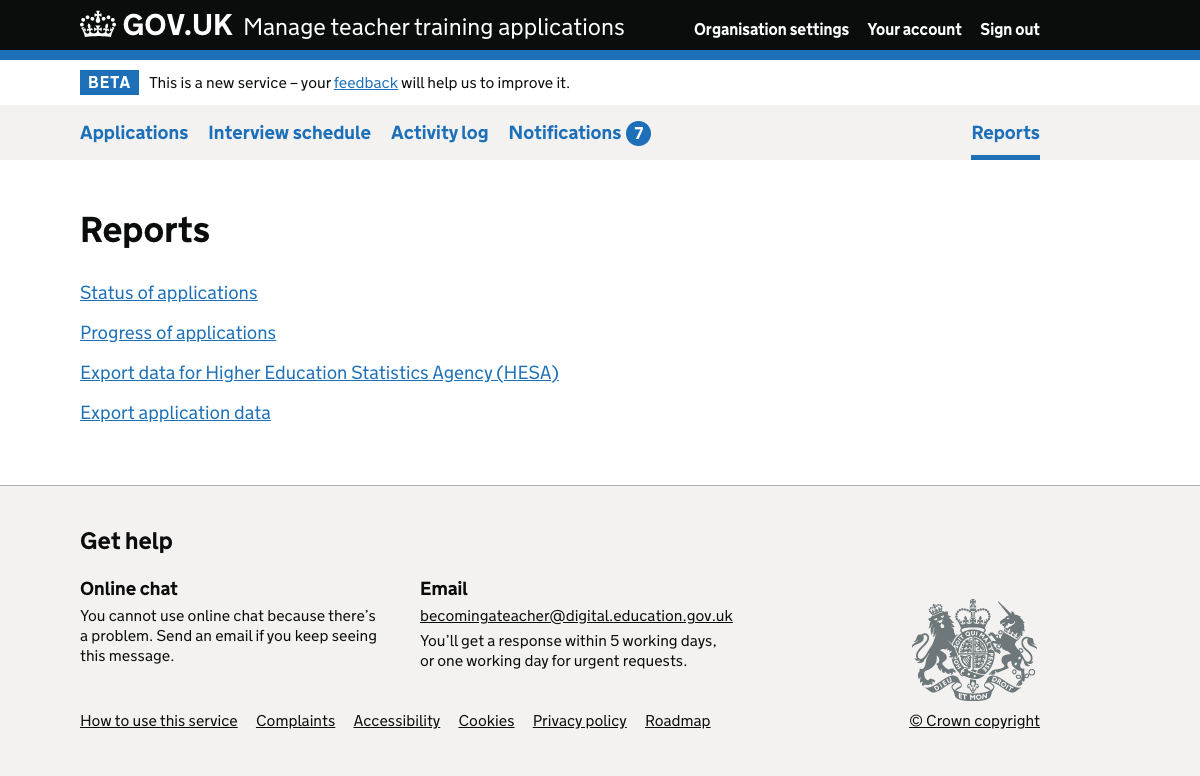 GOV.UK Manage teacher training applications Organisation settings Your account Sign out
BETA This is a new service – your feedback will help us to improve it.
Applications Interview schedule Activity log Notifications 7 Reports
Reports
Status of applications
Progress of applications
Export data for Higher Education Statistics Agency (HESA)
Export application data
Get help
Online chat
You cannot use online chat because there’s
a problem. Send an email if you keep seeing
this message.
Email
becomingateacher@digital.education.gov.uk
You’ll get a response within 5 working days,
or one working day for urgent requests.
DIEU ET MON DROIT
How to use this service Complaints Accessibility Cookies Privacy policy Roadmap © Crown copyright